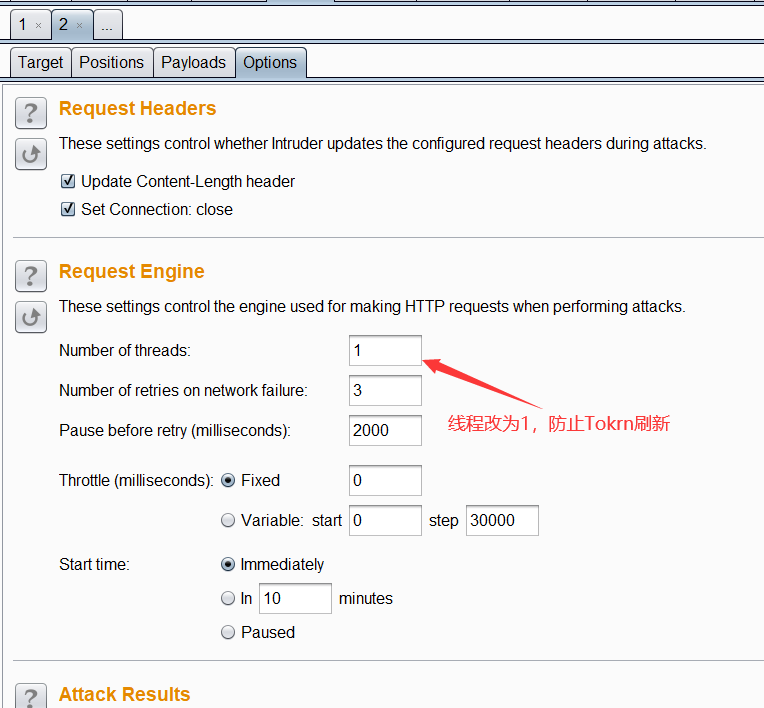 1 × 2 × ...
Target Positions Payloads Options
? Request Headers
These settings control whether Intruder updates the configured request headers during attacks.
Update Content-Length header
Set Connection: close
? Request Engine
These settings control the engine used for making HTTP requests when performing attacks.
Number of threads: 1
Number of retries on network failure: 3
Pause before retry (milliseconds): 2000
线程改为1，防止Tokrn刷新
Throttle (milliseconds): Fixed 0
Variable: start 0 step 30000
Start time: Immediately
In 10 minutes
Paused
? Attack Results